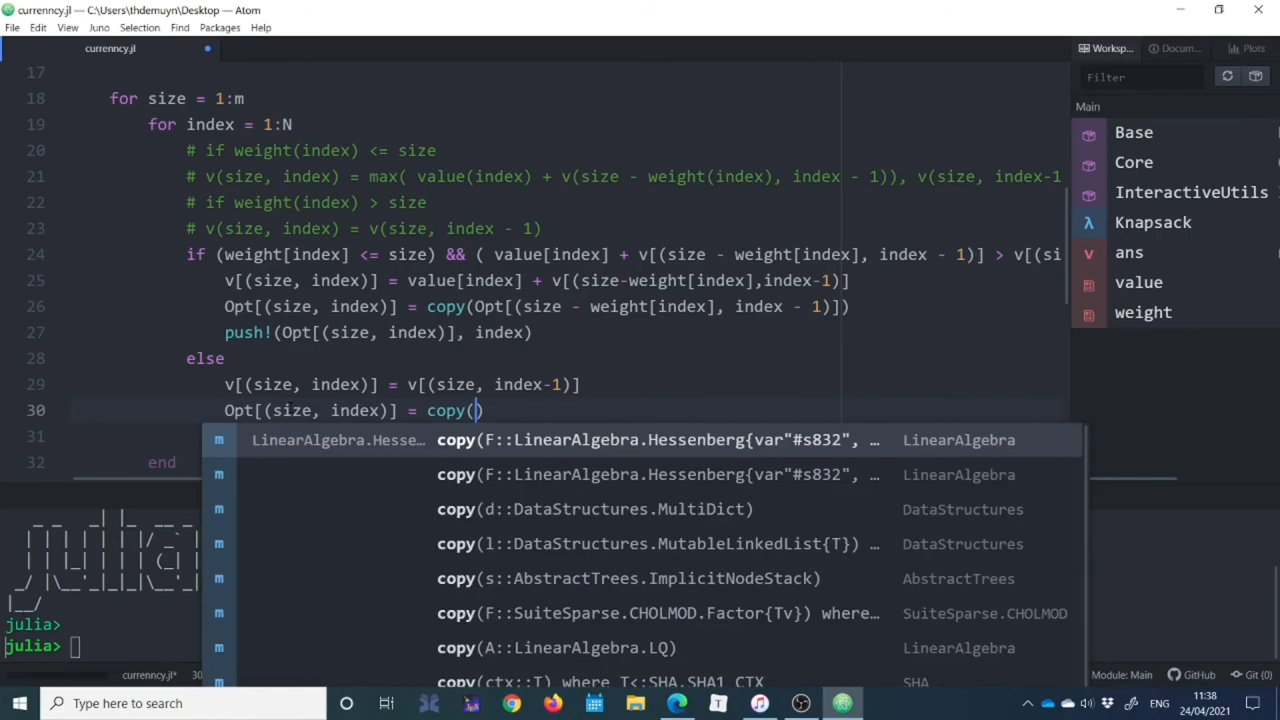 currenncy.jl — C:\Users\thdemuyn\Desktop — Atom
File Edit View Juno Selection Find Packages Help
currenncy.jl
Worksp... Docum... Plots
Filter
Main
Base
Core
InteractiveUtils
Knapsack
ans
value
weight
17
18 for size = 1:m
19 for index = 1:N
20 # if weight(index) <= size
21 # v(size, index) = max( value(index) + v(size - weight(index), index - 1)), v(size, index-1
22 # if weight(index) > size
23 # v(size, index) = v(size, index - 1)
24 if (weight[index] <= size) && ( value[index] + v[(size - weight[index], index - 1)] > v[(si
25 v[(size, index)] = value[index] + v[(size-weight[index],index-1)]
26 Opt[(size, index)] = copy(Opt[(size - weight[index], index - 1)])
27 push!(Opt[(size, index)], index)
28 else
29 v[(size, index)] = v[(size, index-1)]
30 Opt[(size, index)] = copy()
31
32 end
m LinearAlgebra.Hesse… copy(F::LinearAlgebra.Hessenberg{var"#s832", … LinearAlgebra
m copy(F::LinearAlgebra.Hessenberg{var"#s832", … LinearAlgebra
m copy(d::DataStructures.MultiDict) DataStructures
m copy(l::DataStructures.MutableLinkedList{T}) … DataStructures
m copy(s::AbstractTrees.ImplicitNodeStack) AbstractTrees
m copy(F::SuiteSparse.CHOLMOD.Factor{Tv}) where… SuiteSparse.CHOLMOD
m copy(A::LinearAlgebra.LQ) LinearAlgebra
m copy(ctx::T) where T<:SHA.SHA1_CTX SHA
julia>
julia>
currenncy.jl* 30 Module: Main GitHub Git (0)
Type here to search
ENG
11:38
24/04/2021